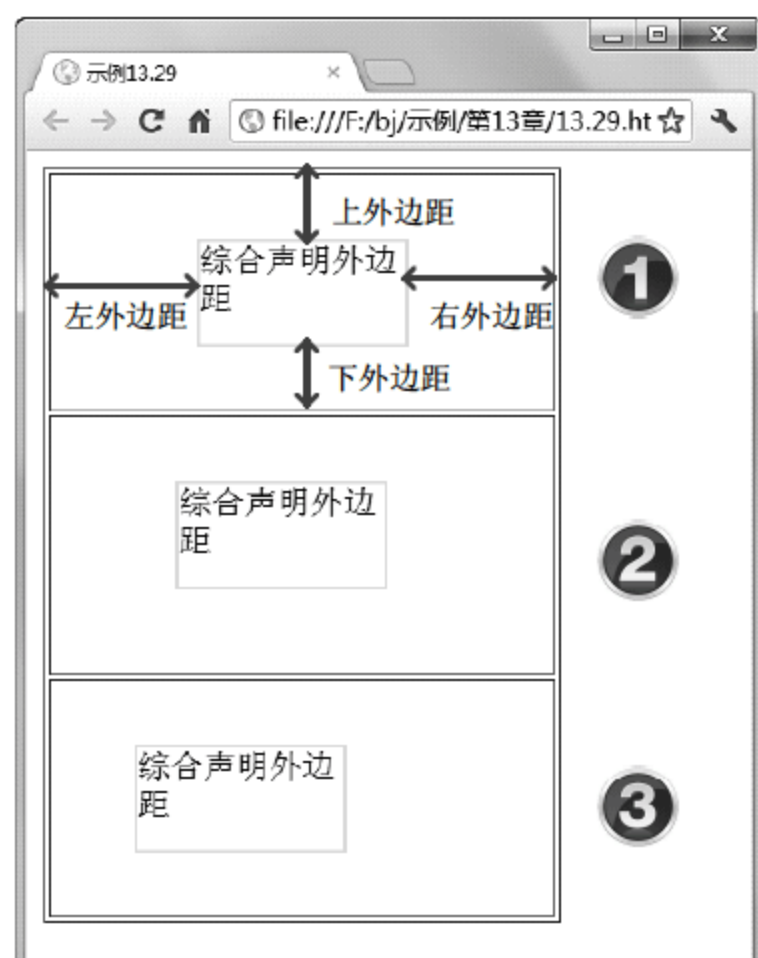 示例13.29
file:///F:/bj/示例/第13章/13.29.ht
上外边距
综合声明外边
距
左外边距
右外边距
下外边距
1
综合声明外边
距
2
综合声明外边
距
3